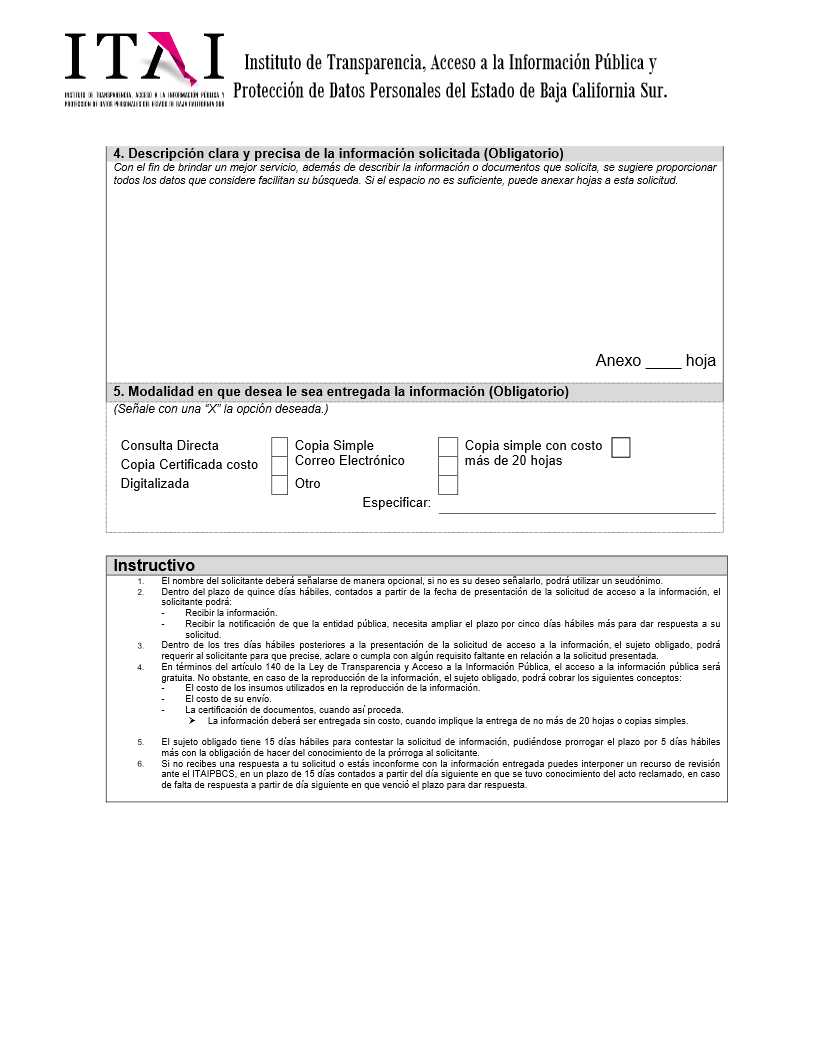 ITAI
INSTITUTO DE TRANSPARENCIA, ACCESO A LA INFORMACIÓN PÚBLICA Y
PROTECCIÓN DE DATOS PERSONALES DEL ESTADO DE BAJA CALIFORNIA SUR
Instituto de Transparencia, Acceso a la Información Pública y
Protección de Datos Personales del Estado de Baja California Sur.
4. Descripción clara y precisa de la información solicitada (Obligatorio)
Con el fin de brindar un mejor servicio, además de describir la información o documentos que solicita, se sugiere proporcionar
todos los datos que considere facilitan su búsqueda. Si el espacio no es suficiente, puede anexar hojas a esta solicitud.
Anexo ____ hoja
5. Modalidad en que desea le sea entregada la información (Obligatorio)
(Señale con una “X” la opción deseada.)
Consulta Directa Copia Simple Copia simple con costo
Copia Certificada costo Correo Electrónico más de 20 hojas
Digitalizada Otro
Especificar:
Instructivo
1. El nombre del solicitante deberá señalarse de manera opcional, si no es su deseo señalarlo, podrá utilizar un seudónimo.
2. Dentro del plazo de quince días hábiles, contados a partir de la fecha de presentación de la solicitud de acceso a la información, el
solicitante podrá:
- Recibir la información.
- Recibir la notificación de que la entidad pública, necesita ampliar el plazo por cinco días hábiles más para dar respuesta a su
solicitud.
3. Dentro de los tres días hábiles posteriores a la presentación de la solicitud de acceso a la información, el sujeto obligado, podrá
requerir al solicitante para que precise, aclare o cumpla con algún requisito faltante en relación a la solicitud presentada.
4. En términos del artículo 140 de la Ley de Transparencia y Acceso a la Información Pública, el acceso a la información pública será
gratuita. No obstante, en caso de la reproducción de la información, el sujeto obligado, podrá cobrar los siguientes conceptos:
- El costo de los insumos utilizados en la reproducción de la información.
- El costo de su envío.
- La certificación de documentos, cuando así proceda.
➢ La información deberá ser entregada sin costo, cuando implique la entrega de no más de 20 hojas o copias simples.
5. El sujeto obligado tiene 15 días hábiles para contestar la solicitud de información, pudiéndose prorrogar el plazo por 5 días hábiles
más con la obligación de hacer del conocimiento de la prórroga al solicitante.
6. Si no recibes una respuesta a tu solicitud o estás inconforme con la información entregada puedes interponer un recurso de revisión
ante el ITAIPBCS, en un plazo de 15 días contados a partir del día siguiente en que se tuvo conocimiento del acto reclamado, en caso
de falta de respuesta a partir de día siguiente en que venció el plazo para dar respuesta.